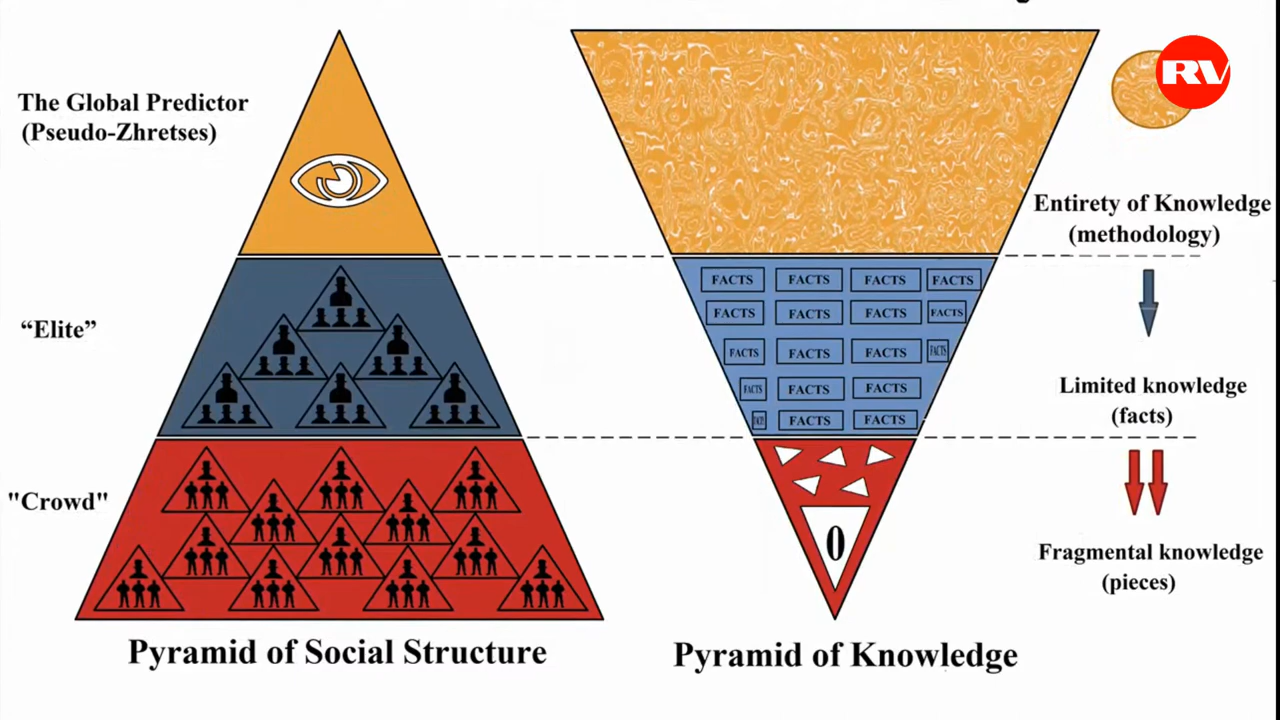 RV
The Global Predictor
(Pseudo-Zhretses)
Entirety of Knowledge
(methodology)
FACTS FACTS FACTS FACTS
FACTS FACTS FACTS FACTS
“Elite”
FACTS FACTS FACTS FACTS
FACTS FACTS FACTS
Limited knowledge
(facts)
FACTS FACTS FACTS
"Crowd"
0
Fragmental knowledge
(pieces)
Pyramid of Social Structure
Pyramid of Knowledge